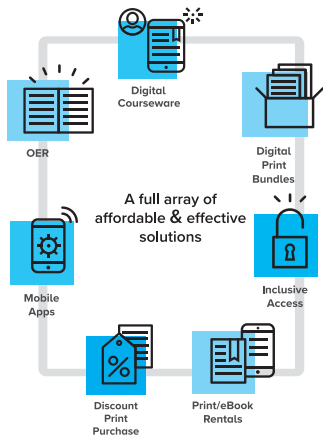 Digital
Courseware
OER
Digital
Print
Bundles
A full array of
affordable & effective
solutions
Mobile
Apps
Inclusive
Access
Discount
Print
Purchase
Print/eBook
Rentals